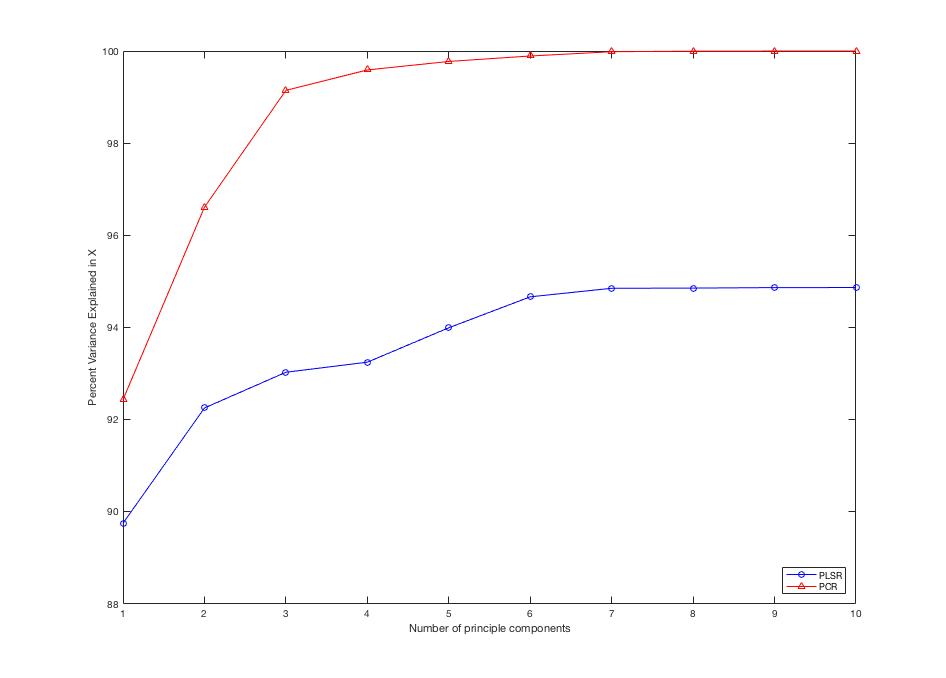 100
98
96
94
92
90
88
Percent Variance Explained in X
1 2 3 4 5 6 7 8 9 10
Number of principle components
PLSR
PCR